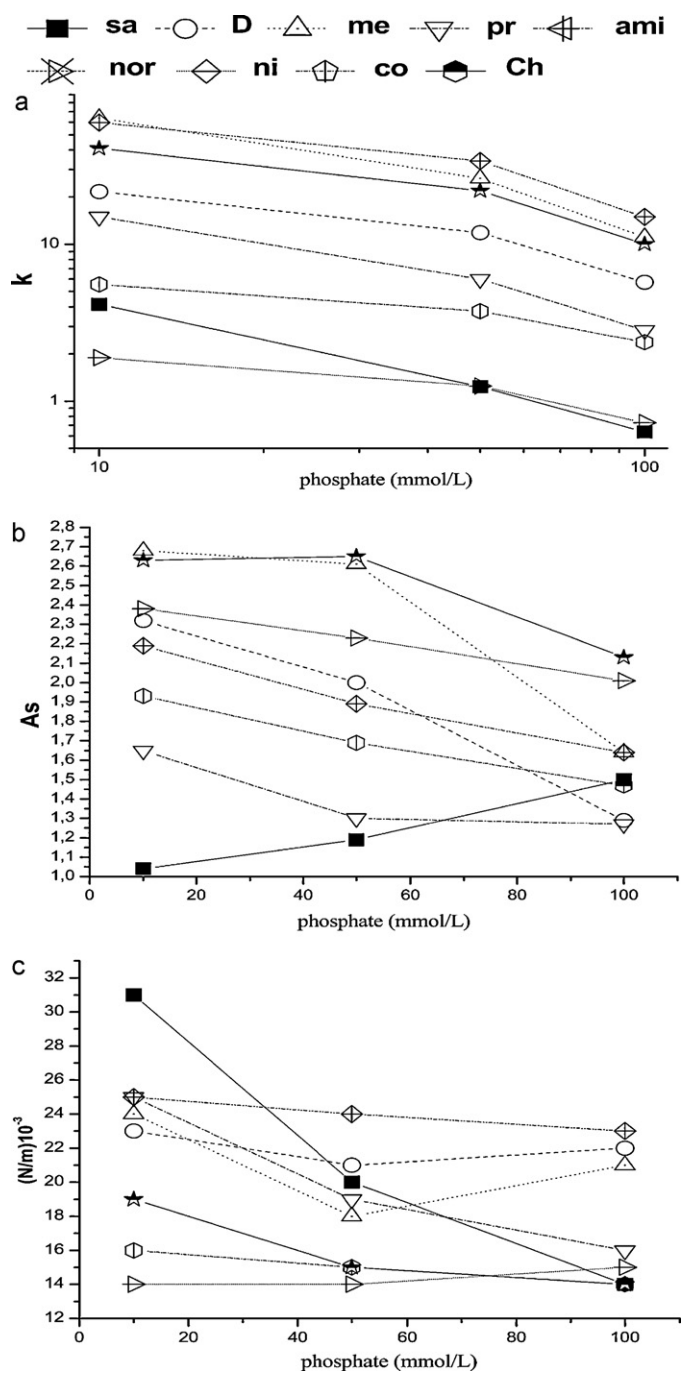 sa D me pr ami
nor ni co Ch
a
10
1
k
10 100
phosphate (mmol/L)
b
2,8
2,7
2,6
2,5
2,4
2,3
2,2
2,1
2,0
1,9
1,8
1,7
1,6
1,5
1,4
1,3
1,2
1,1
1,0
As
0 20 40 60 80 100
phosphate (mmol/L)
c
32
30
28
26
24
22
20
18
16
14
12
(N/m)10⁻³
0 20 40 60 80 100
phosphate (mmol/L)